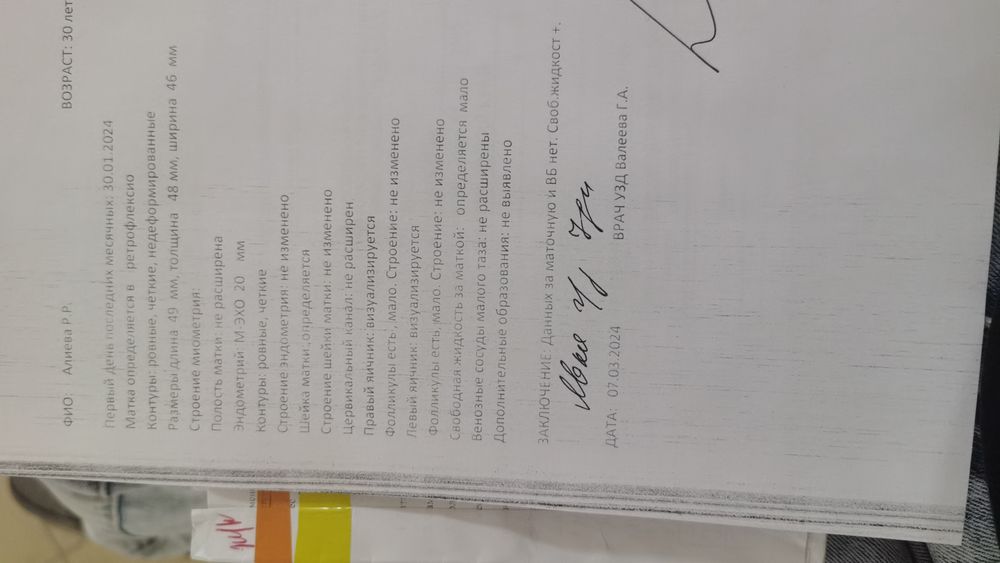 ФИО: Алиева Р.Р. ВОЗРАСТ: 30 лет
Первый день последних месячных: 30.01.2024
Матка определяется в ретрофлексио
Контуры: ровные, четкие, недеформированные
Размеры длина 49 мм, толщина 48 мм, ширина 46 мм
Строение миометрия:
Полость матки: не расширена
Эндометрий: М-ЭХО 20 мм
Контуры: ровные, четкие
Строение эндометрия: не изменено
Шейка матки: определяется
Строение шейки матки: не изменено
Цервикальный канал: не расширен
Правый яичник: визуализируется
Фолликулы есть, мало. Строение: не изменено
Левый яичник: визуализируется
Фолликулы есть, мало. Строение: не изменено
Свободная жидкость за маткой: определяется мало
Венозные сосуды малого таза: не расширены
Дополнительные образования: не выявлено
ЗАКЛЮЧЕНИЕ: Данных за маточную и ВБ нет. Своб.жидкост +.
ДАТА 07.03.2024 ВРАЧ УЗД Валеева Г.А.